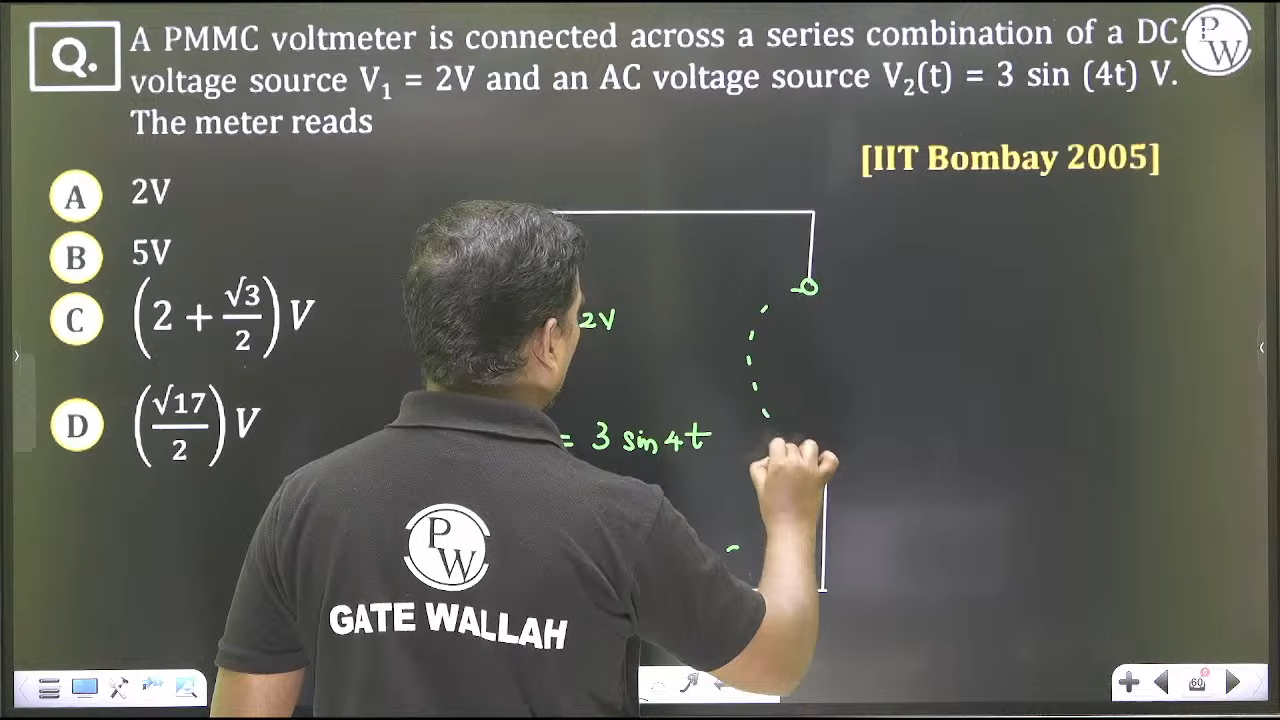 Q.
A PMMC voltmeter is connected across a series combination of a DC
voltage source V₁ = 2V and an AC voltage source V₂(t) = 3 sin (4t) V.
The meter reads
[IIT Bombay 2005]
A 2V
B 5V
C (2 + √3/2) V
D (√17/2) V
2V
= 3 sin 4t
P
W
P
W
GATE WALLAH
60